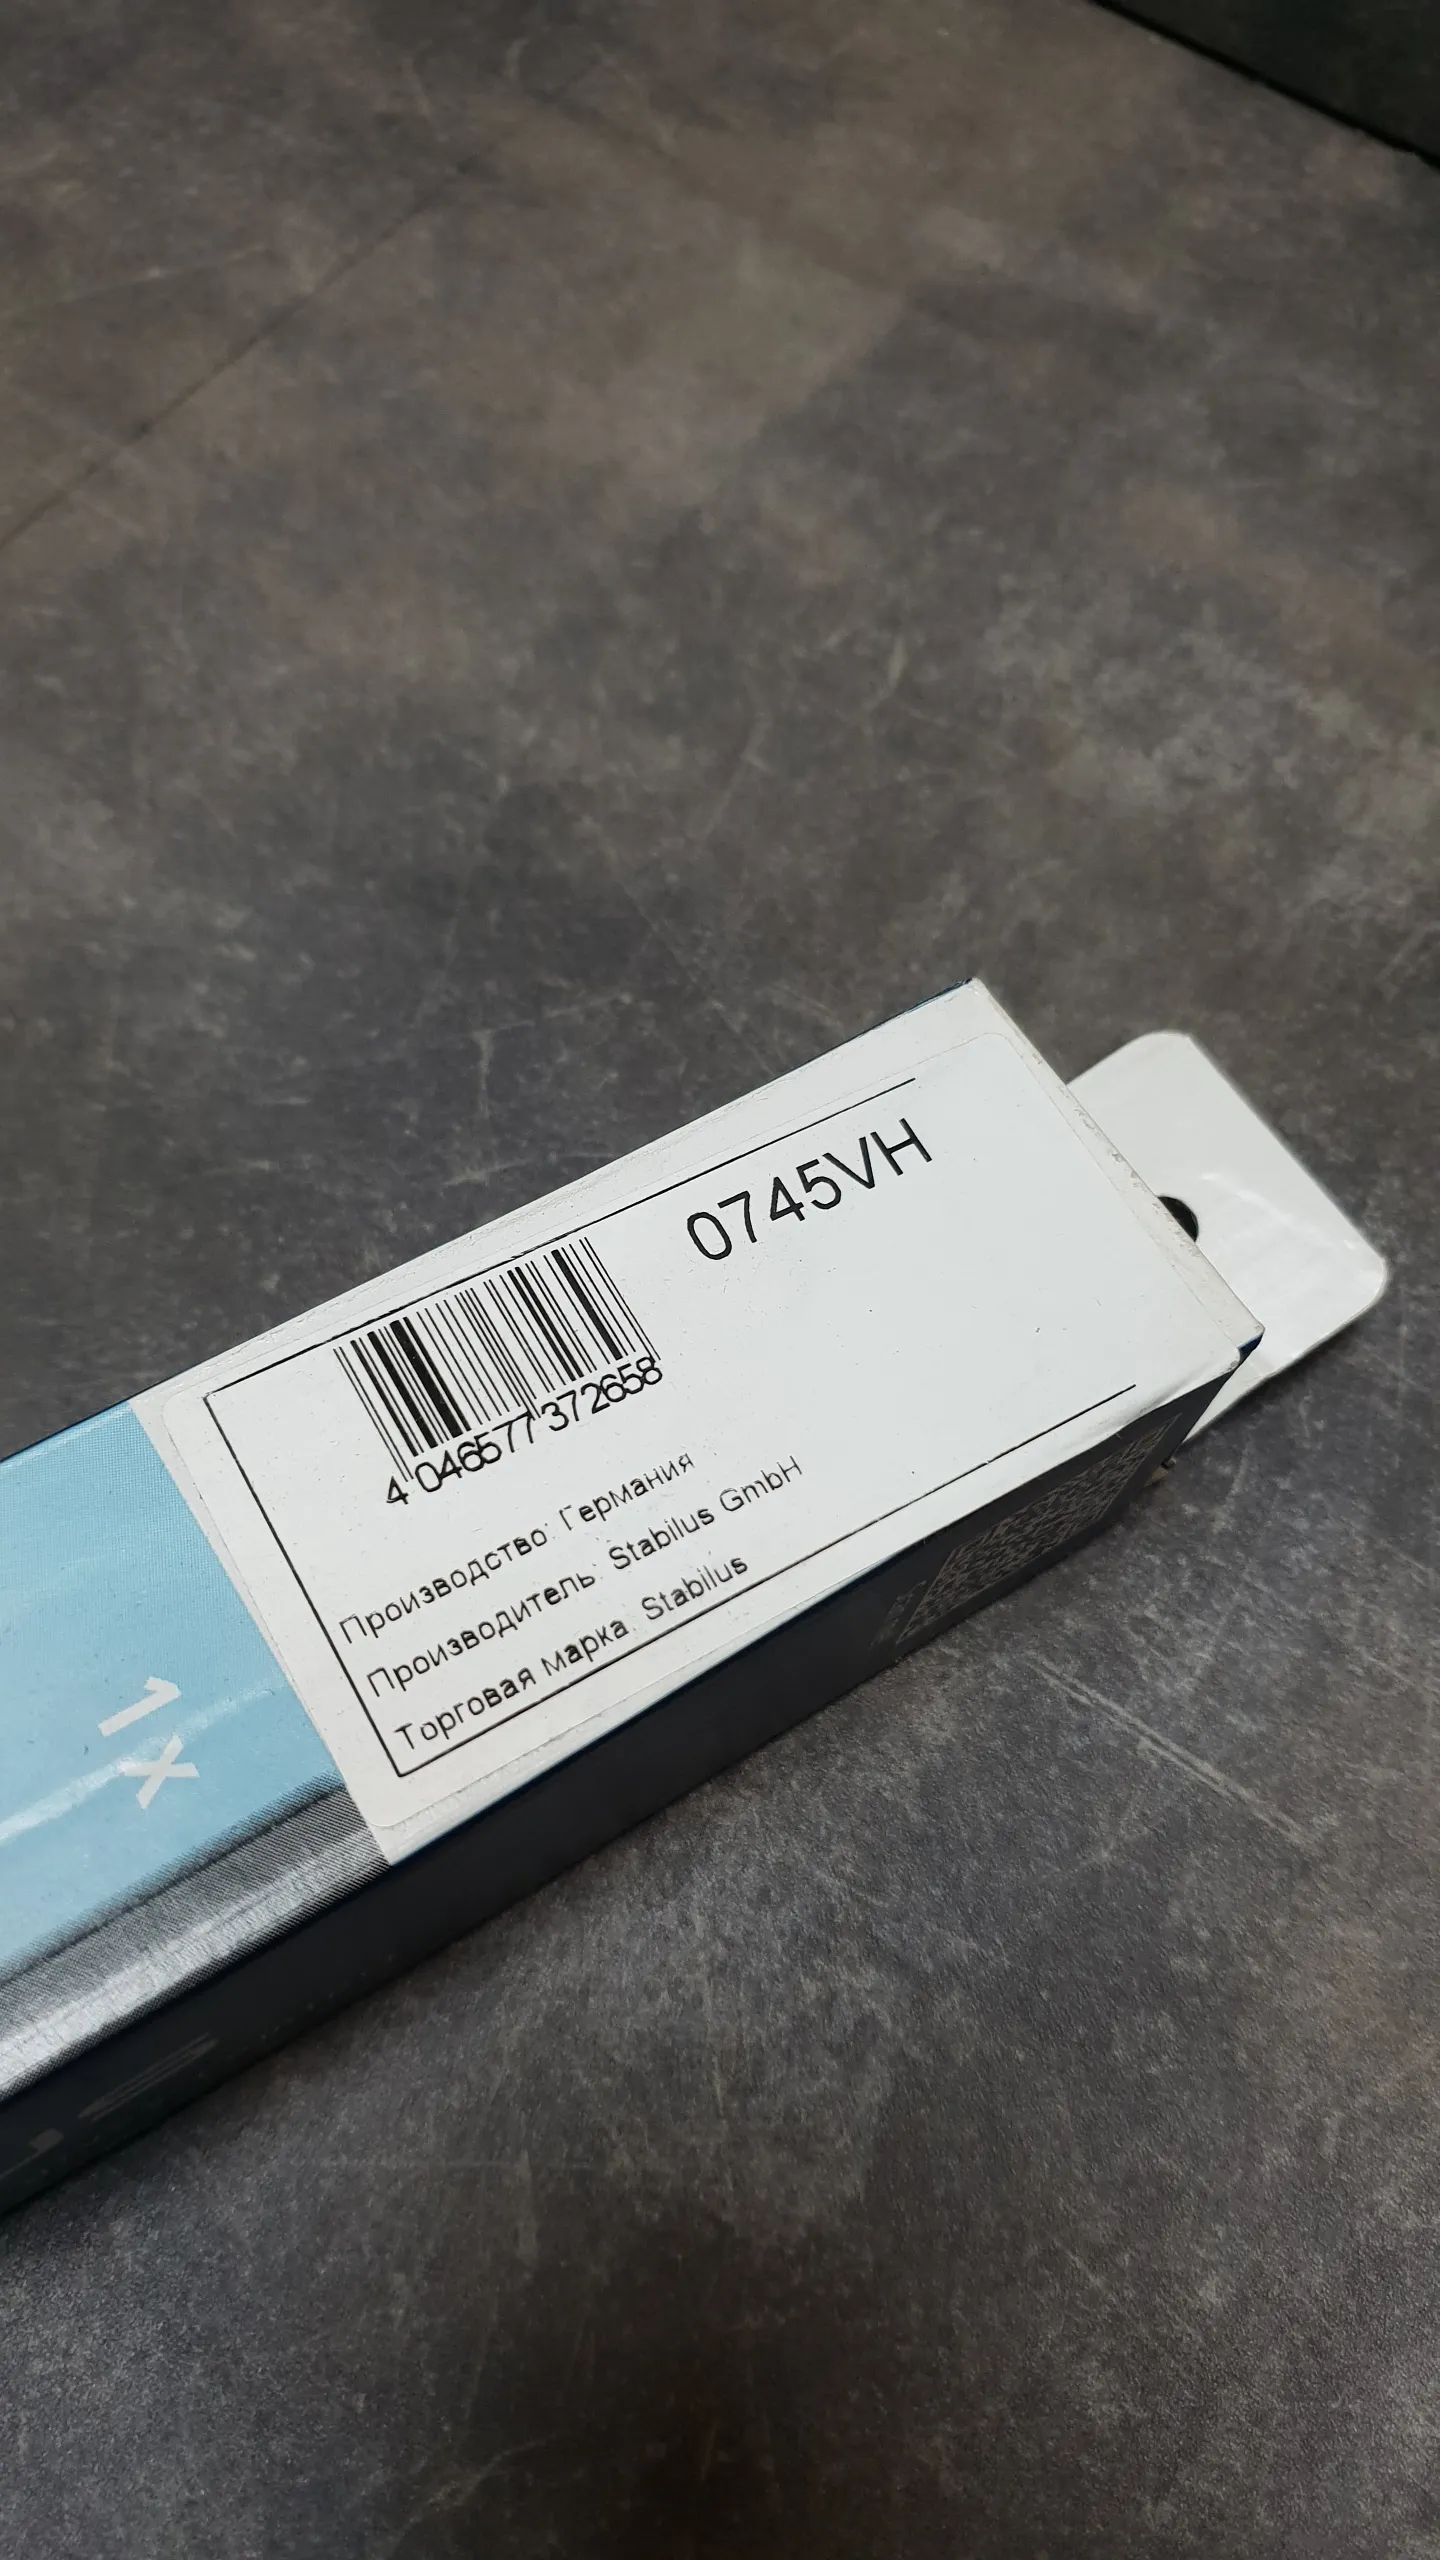 0745VH
4 046577 372658
Производство: Германия
Производитель: Stabilus GmbH
Торговая марка: Stabilus
1x